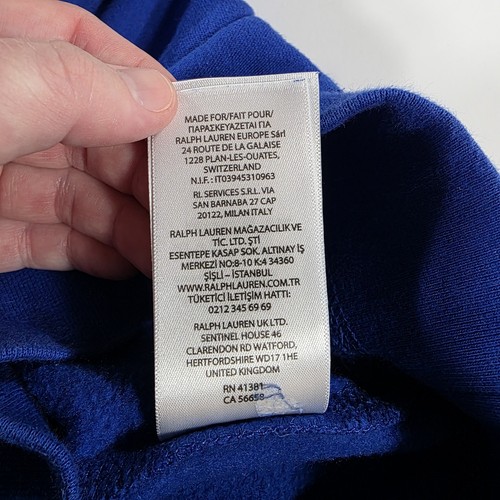 MADE FOR/FAIT POUR/
ΠΑΡΑΣΚΕΥΑΖΕΤΑΙ ΓΙΑ
RALPH LAUREN EUROPE Sárl
24 ROUTE DE LA GALAISE
1228 PLAN-LES-OUATES,
SWITZERLAND
N.I.F. : IT03945310963
RL SERVICES S.R.L. VIA
SAN BARNABA 27 CAP
20122, MILAN ITALY
RALPH LAUREN MAĞAZACILIK VE
TİC. LTD. ŞTİ
ESENTEPE KASAP SOK. ALTINAY İŞ
MERKEZİ NO:8-10 K:4 34360
ŞİŞLİ – İSTANBUL
WWW.RALPHLAUREN.COM.TR
TÜKETİCİ İLETİŞİM HATTI:
0212 345 69 69
RALPH LAUREN UK LTD.
SENTINEL HOUSE 46
CLARENDON RD WATFORD,
HERTFORDSHIRE WD17 1HE
UNITED KINGDOM
RN 41381
CA 56658